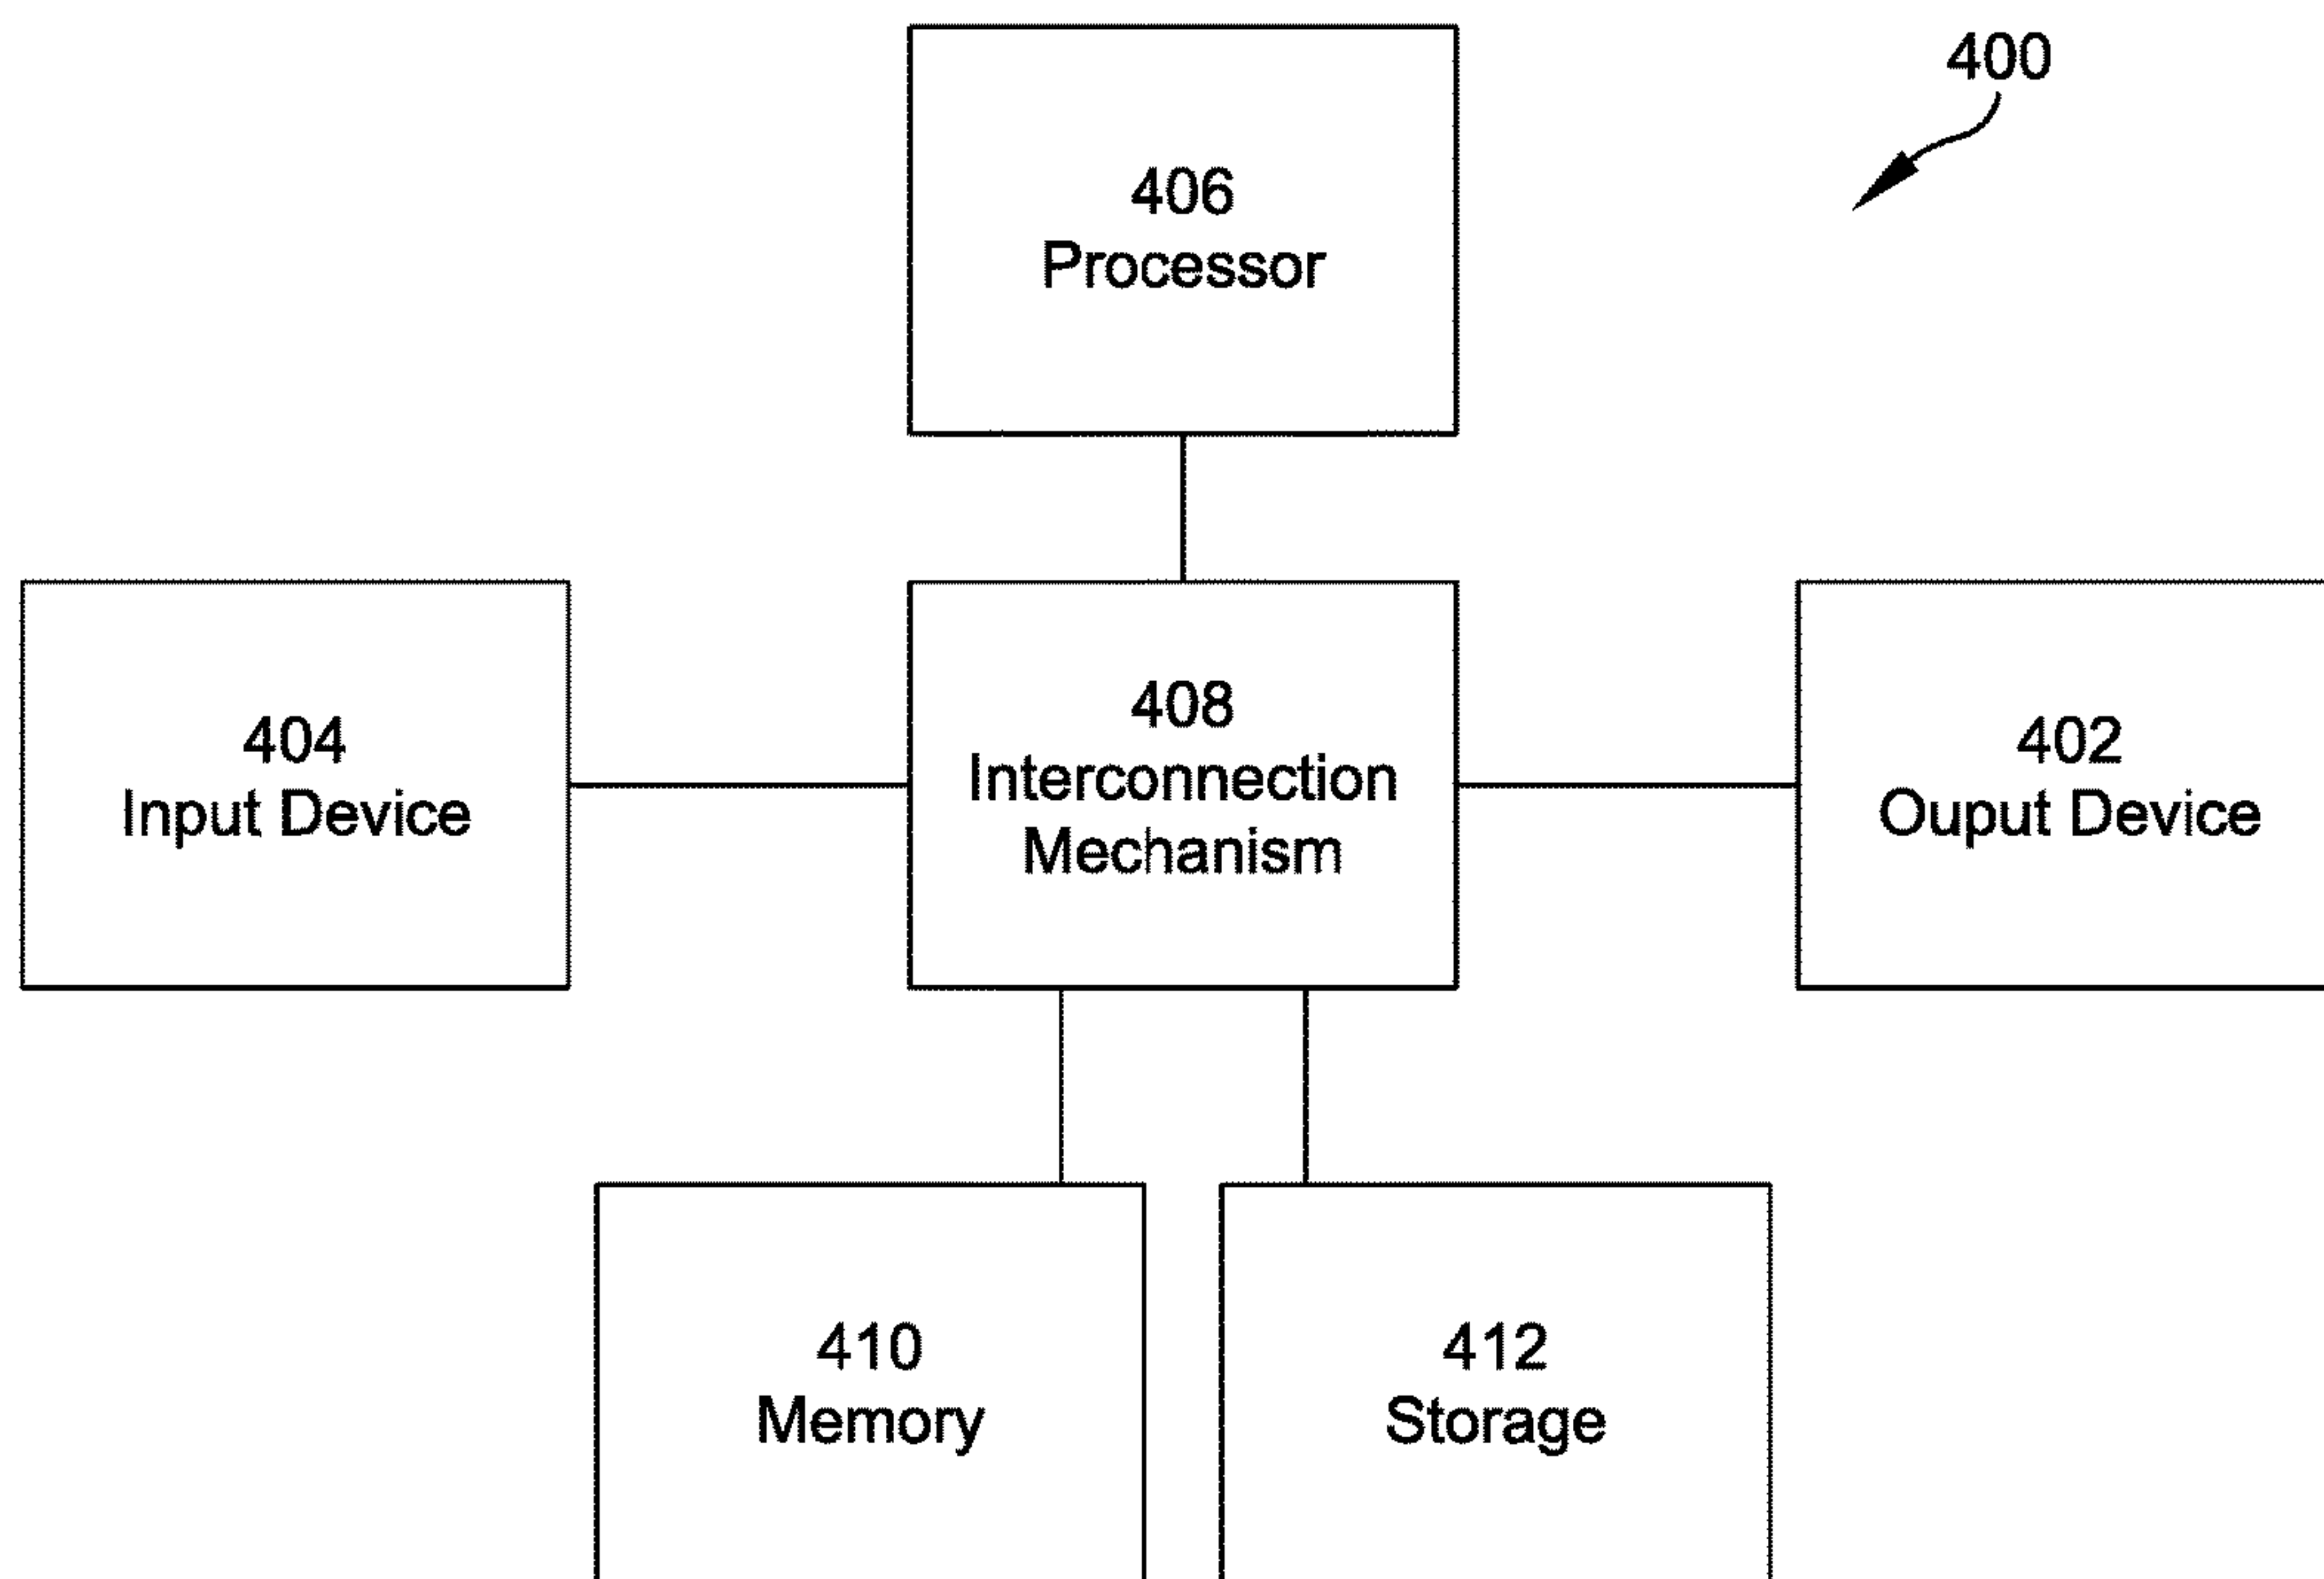 400
406
Processor
404
Input Device
408
Interconnection
Mechanism
402
Ouput Device
410
Memory
412
Storage